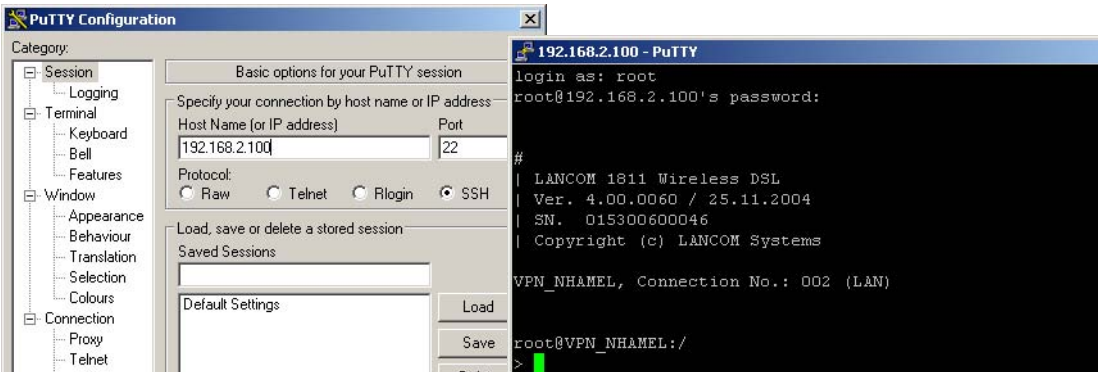 PuTTY Configuration
Category:
Session
Logging
Terminal
Keyboard
Bell
Features
Window
Appearance
Behaviour
Translation
Selection
Colours
Connection
Proxy
Telnet
Basic options for your PuTTY session
Specify your connection by host name or IP address
Host Name (or IP address)
Port
192.168.2.100
22
Protocol:
Raw
Telnet
Rlogin
SSH
Load, save or delete a stored session
Saved Sessions
Default Settings
Load
Save
192.168.2.100 - PuTTY
login as: root
root@192.168.2.100's password:
#
| LANCOM 1811 Wireless DSL
| Ver. 4.00.0060 / 25.11.2004
| SN. 015300600046
| Copyright (c) LANCOM Systems
VPN_NHAMEL, Connection No.: 002 (LAN)
root@VPN_NHAMEL:/
>